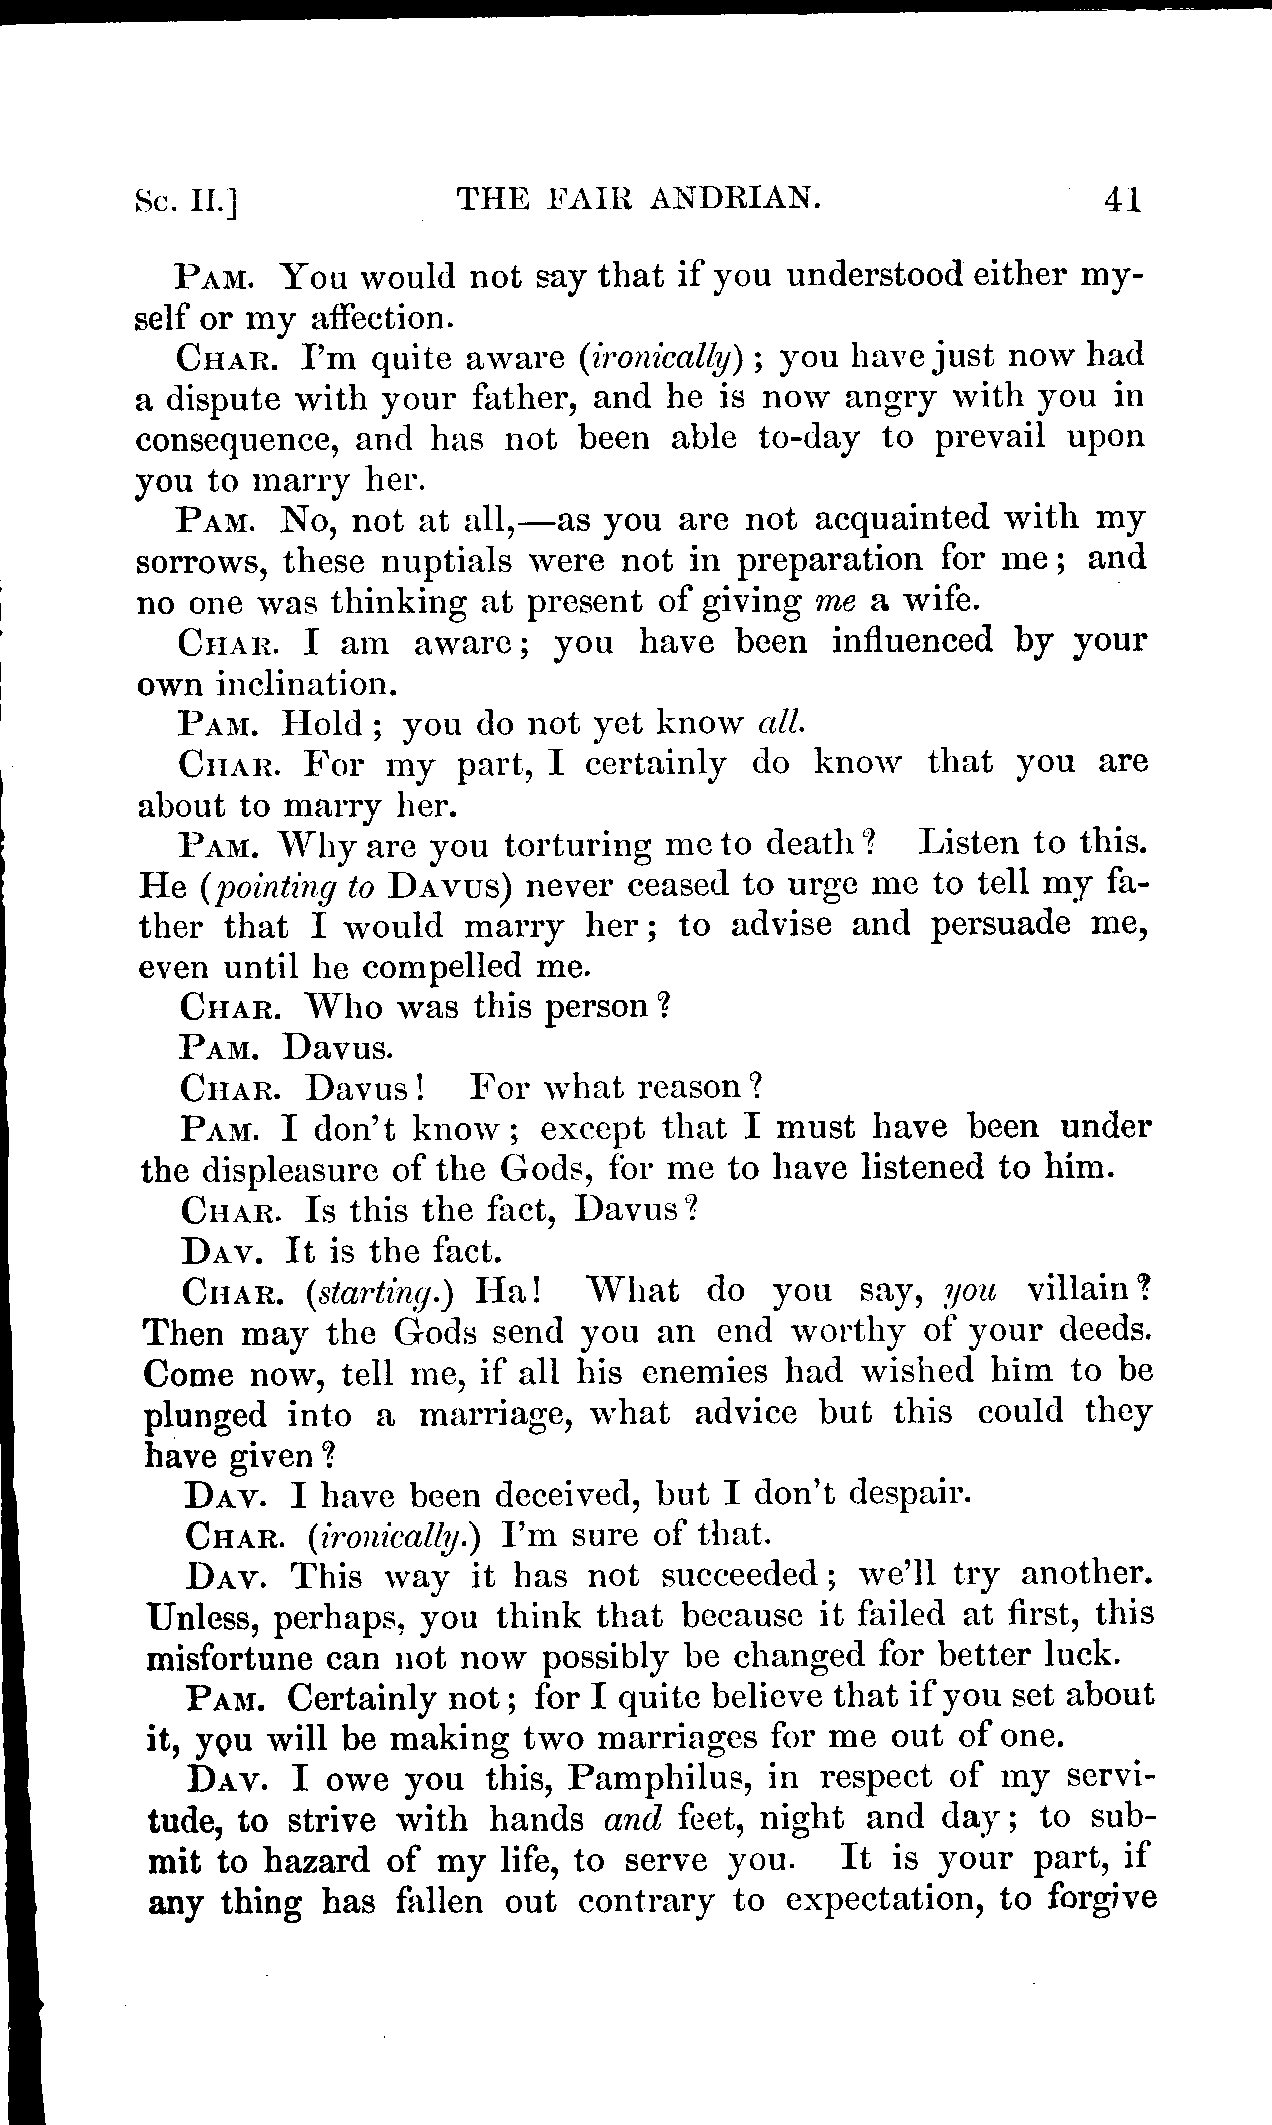 Sc. II.] THE FAIR ANDRIAN. 41
PAM. You would not say that if you understood either my-
self or my affection.
CHAR. I'm quite aware (ironically); you have just now had
a dispute with your father, and he is now angry with you in
consequence, and has not been able to-day to prevail upon
you to marry her.
PAM. No, not at all,—as you are not acquainted with my
sorrows, these nuptials were not in preparation for me; and
no one was thinking at present of giving me a wife.
CHAR. I am aware; you have been influenced by your
own inclination.
PAM. Hold; you do not yet know all.
CHAR. For my part, I certainly do know that you are
about to marry her.
PAM. Why are you torturing me to death? Listen to this.
He (pointing to DAVUS) never ceased to urge me to tell my fa-
ther that I would marry her; to advise and persuade me,
even until he compelled me.
CHAR. Who was this person?
PAM. Davus.
CHAR. Davus! For what reason?
PAM. I don't know; except that I must have been under
the displeasure of the Gods, for me to have listened to him.
CHAR. Is this the fact, Davus?
DAV. It is the fact.
CHAR. (starting.) Ha! What do you say, you villain?
Then may the Gods send you an end worthy of your deeds.
Come now, tell me, if all his enemies had wished him to be
plunged into a marriage, what advice but this could they
have given?
DAV. I have been deceived, but I don't despair.
CHAR. (ironically.) I'm sure of that.
DAV. This way it has not succeeded; we'll try another.
Unless, perhaps, you think that because it failed at first, this
misfortune can not now possibly be changed for better luck.
PAM. Certainly not; for I quite believe that if you set about
it, you will be making two marriages for me out of one.
DAV. I owe you this, Pamphilus, in respect of my servi-
tude, to strive with hands and feet, night and day; to sub-
mit to hazard of my life, to serve you. It is your part, if
any thing has fallen out contrary to expectation, to forgive